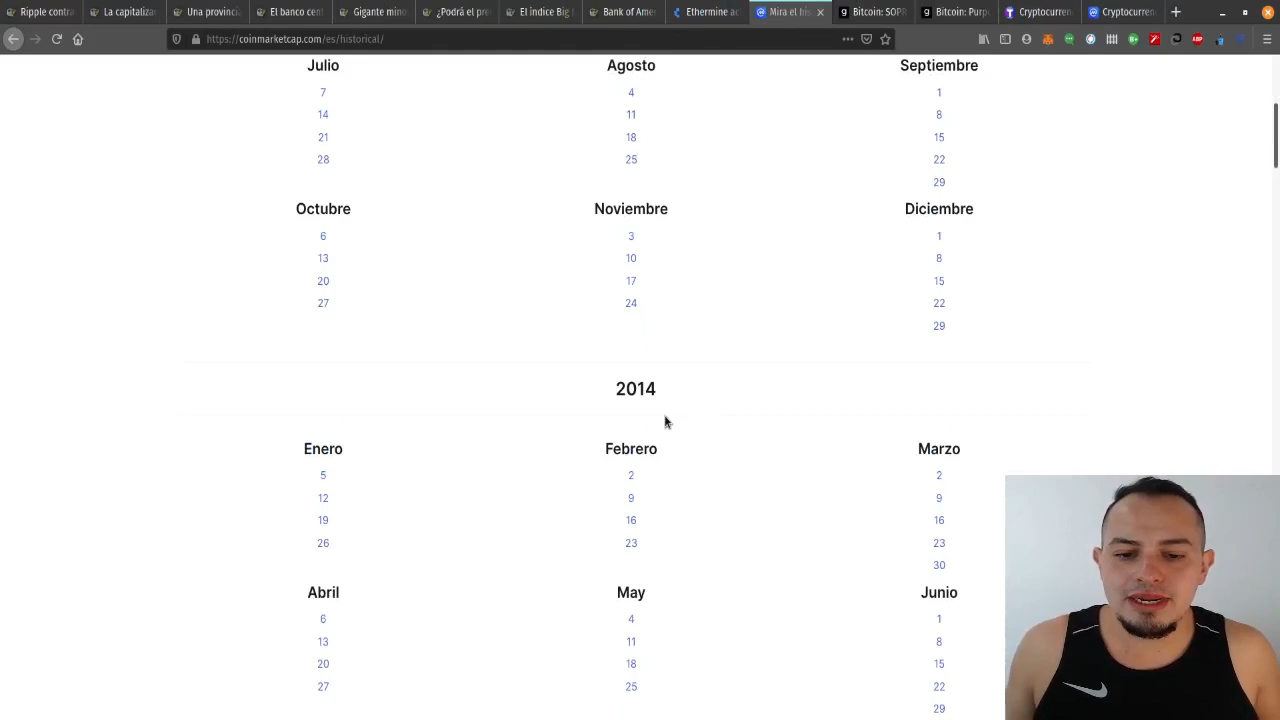 Ripple contra
La capitaliza
Una provincia
El banco cen
Gigante mino
¿Podrá el pre
El índice Big
Bank of Ame
Ethermine ac
Mira el his
Bitcoin: SOPR
Bitcoin: Purp
Cryptocurren
Cryptocurren
https://coinmarketcap.com/es/historical/
ABP
Julio Agosto Septiembre
7 4 1
14 11 8
21 18 15
28 25 22
29
Octubre Noviembre Diciembre
6 3 1
13 10 8
20 17 15
27 24 22
29
2014
Enero Febrero Marzo
5 2 2
12 9 9
19 16 16
26 23 23
30
Abril May Junio
6 4 1
13 11 8
20 18 15
27 25 22
29